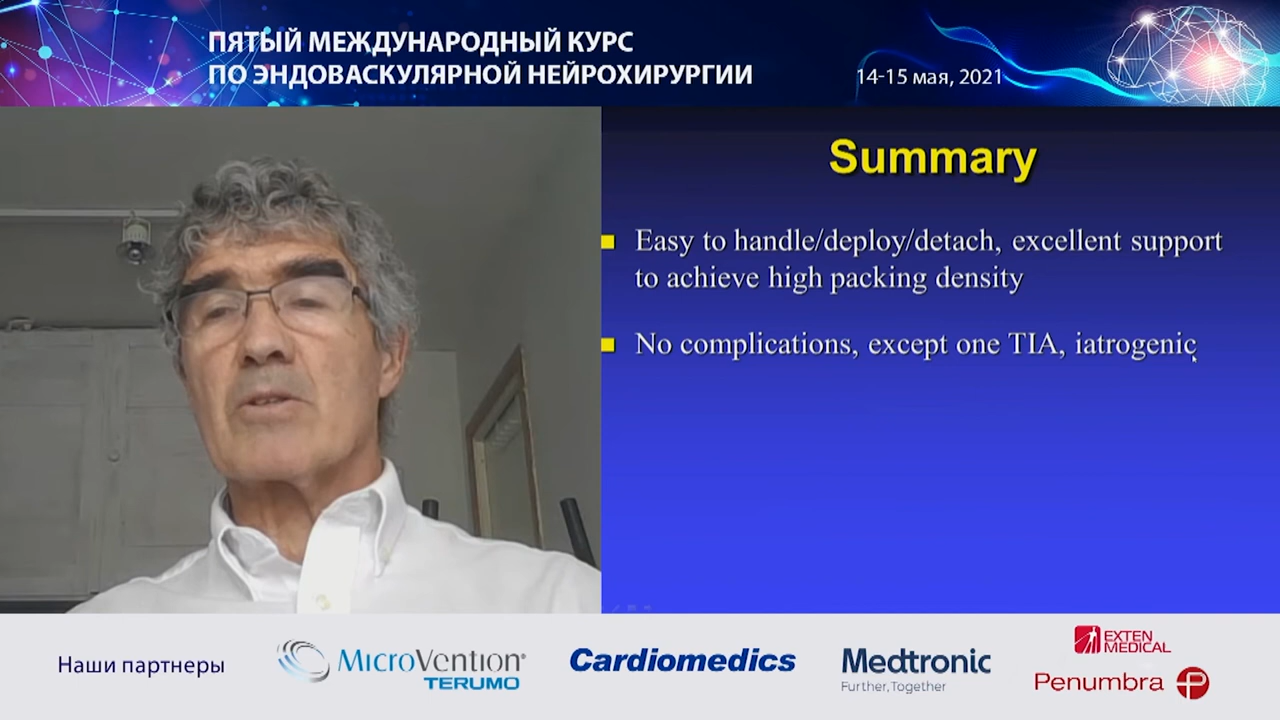 ПЯТЫЙ МЕЖДУНАРОДНЫЙ КУРС
ПО ЭНДОВАСКУЛЯРНОЙ НЕЙРОХИРУРГИИ
14-15 мая, 2021
Summary
Easy to handle/deploy/detach, excellent support
to achieve high packing density
No complications, except one TIA, iatrogenic
Наши партнеры
MicroVention®
TERUMO
Cardiomedics
Medtronic
Further, Together
EXTEN
MEDICAL
Penumbra